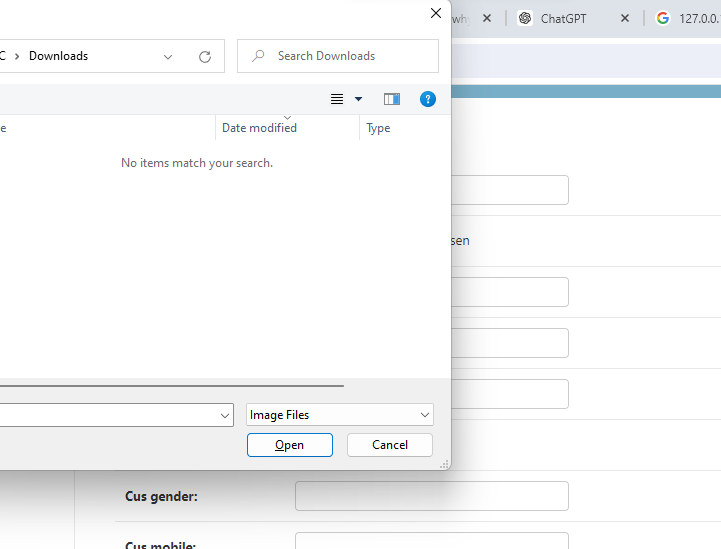 why
ChatGPT
127.0.0.
C > Downloads
Search Downloads
e
Date modified
Type
No items match your search.
sen
Image Files
Open
Cancel
Cus gender:
Cus mobile: